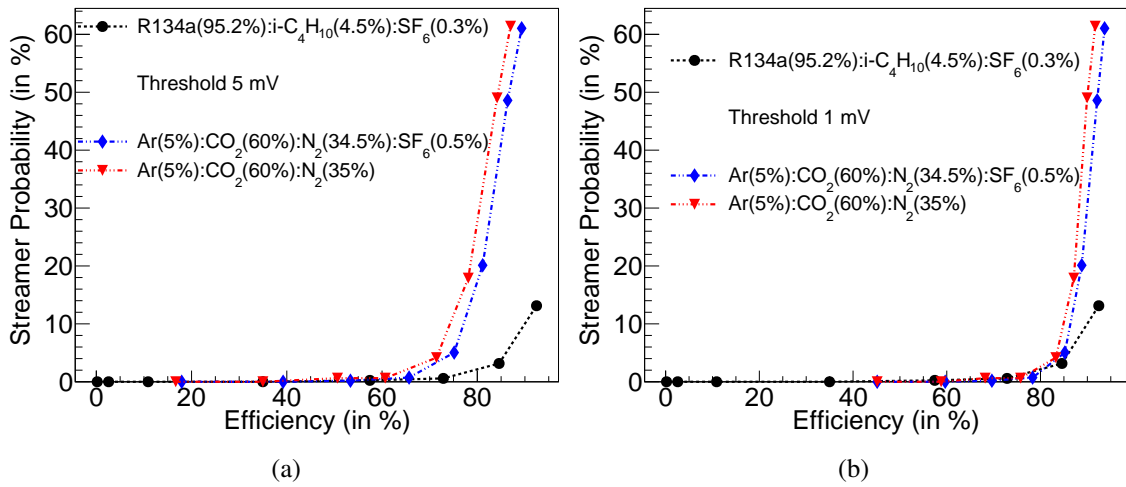 R134a(95.2%):i-C4H10(4.5%):SF6(0.3%)
Threshold 5 mV
Ar(5%):CO2(60%):N2(34.5%):SF6(0.5%)
Ar(5%):CO2(60%):N2(35%)
Streamer Probability (in %)
60
50
40
30
20
10
0
0 20 40 60 80
Efficiency (in %)
(a)
R134a(95.2%):i-C4H10(4.5%):SF6(0.3%)
Threshold 1 mV
Ar(5%):CO2(60%):N2(34.5%):SF6(0.5%)
Ar(5%):CO2(60%):N2(35%)
Streamer Probability (in %)
60
50
40
30
20
10
0
0 20 40 60 80
Efficiency (in %)
(b)